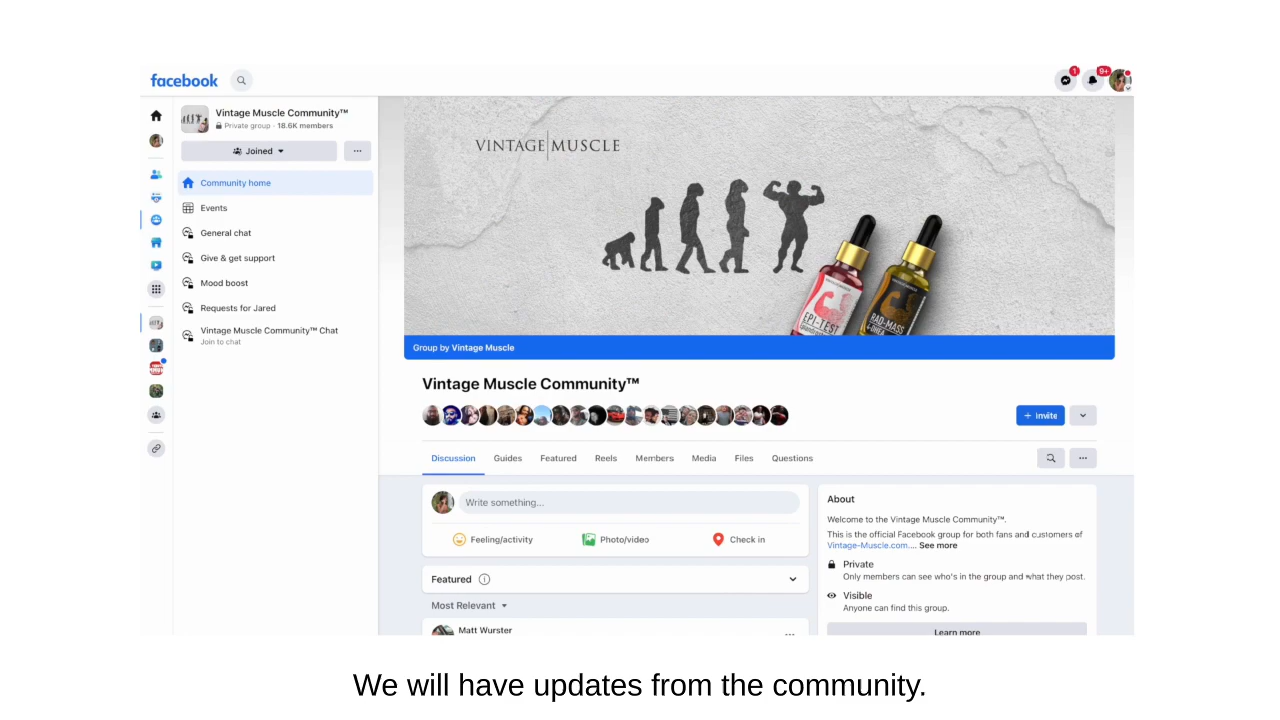 facebook
1
9+
Vintage Muscle Community™
Private group · 18.6K members
Joined
Community home
Events
General chat
Give & get support
Mood boost
Requests for Jared
Vintage Muscle Community™ Chat
Join to chat
VINTAGE MUSCLE
EPI-TEST
RAD-MASS
Group by Vintage Muscle
Vintage Muscle Community™
+ Invite
Discussion Guides Featured Reels Members Media Files Questions
Write something...
Feeling/activity Photo/video Check in
Featured
Most Relevant
Matt Wurster
About
Welcome to the Vintage Muscle Community™.
This is the official Facebook group for both fans and customers of
Vintage-Muscle.com.... See more
Private
Only members can see who's in the group and what they post.
Visible
Anyone can find this group.
Learn more
We will have updates from the community.